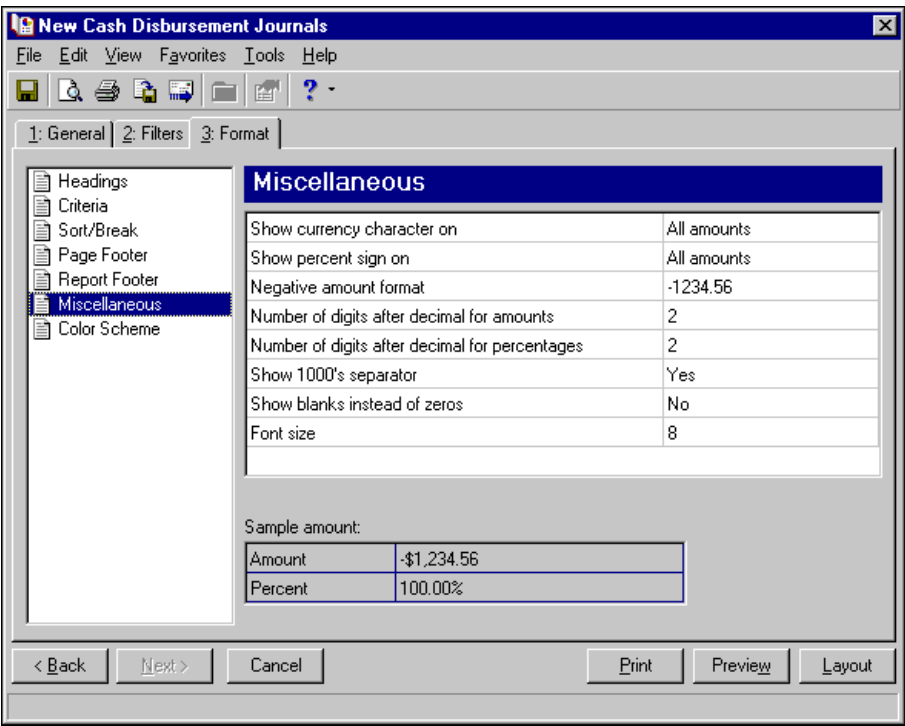 New Cash Disbursement Journals
File Edit View Favorites Tools Help
?
1: General 2: Filters 3: Format
Headings
Criteria
Sort/Break
Page Footer
Report Footer
Miscellaneous
Color Scheme
Miscellaneous
Show currency character on All amounts
Show percent sign on All amounts
Negative amount format -1234.56
Number of digits after decimal for amounts 2
Number of digits after decimal for percentages 2
Show 1000's separator Yes
Show blanks instead of zeros No
Font size 8
Sample amount:
Amount -$1,234.56
Percent 100.00%
< Back Next > Cancel Print Preview Layout